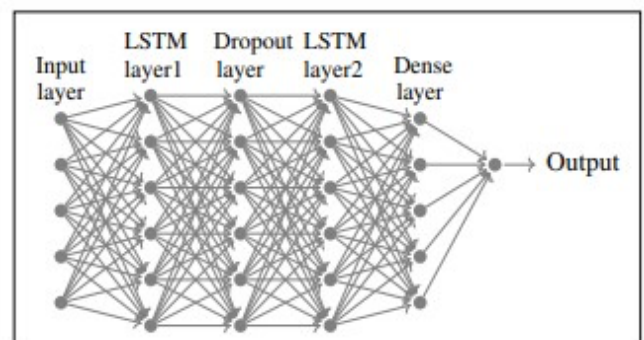 Input
layer
LSTM
layer1
Dropout
layer
LSTM
layer2
Dense
layer
Output